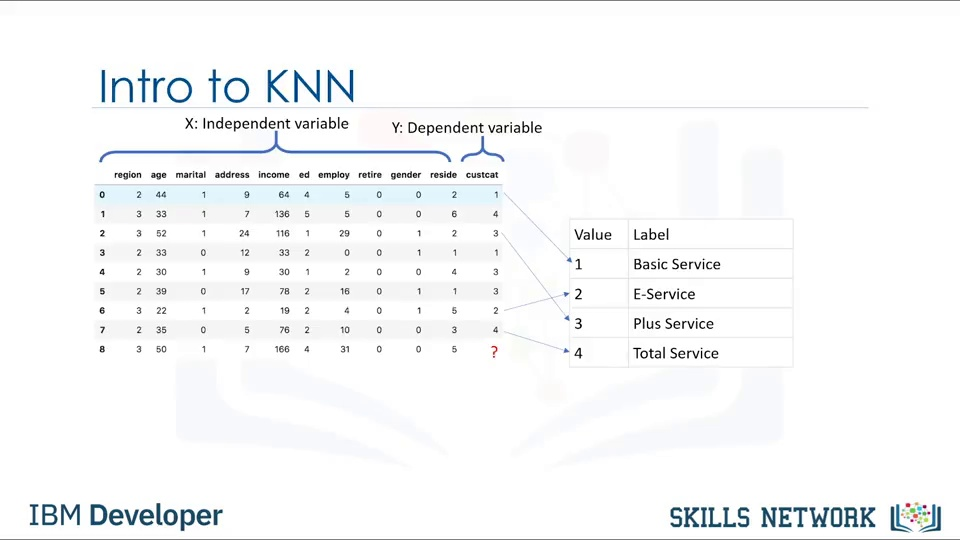 Intro to KNN
X: Independent variable
Y: Dependent variable
region age marital address income ed employ retire gender reside custcat
0 2 44 1 9 64 4 5 0 0 2 1
1 3 33 1 7 136 5 5 0 0 6 4
2 3 52 1 24 116 1 29 0 1 2 3
3 2 33 0 12 33 2 0 0 1 1 1
4 2 30 1 9 30 1 2 0 0 4 3
5 2 39 0 17 78 2 16 0 1 1 3
6 3 22 1 2 19 2 4 0 1 5 2
7 2 35 0 5 76 2 10 0 0 3 4
8 3 50 1 7 166 4 31 0 0 5 ?
Value Label
1 Basic Service
2 E-Service
3 Plus Service
4 Total Service
IBM Developer
SKILLS NETWORK